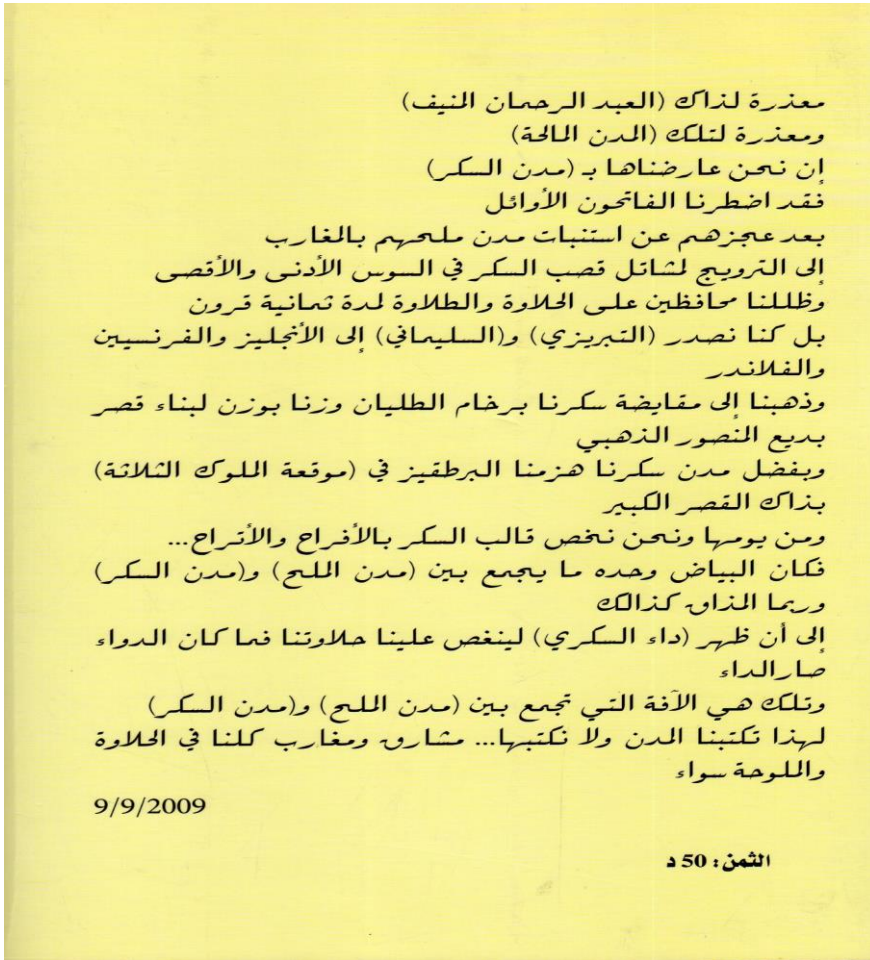 معذرة لذاك (العبد الرحمان المنيف)
ومعذرة لتلك (المدن المالحة)
إن نحن عارضناها بـ (مدن السكر)
فقد اضطرنا الفاتحون الأوائل
بعد عجزهم عن استنبات مدن ملحهم بالمغارب
إلى الترويج لمشاتل قصب السكر في السوس الأدنى والأقصى
وظللنا محافظين على الحلاوة والطلاوة لمدة ثمانية قرون
بل كنا نصدر (التبريزي) و(السليماني) إلى الأنجليز والفرنسيين
والفلاندر
وذهبنا إلى مقايضة سكرنا برخام الطليان وزنا بوزن لبناء قصر
بديع المنصور الذهبي
وبفضل مدن سكرنا هزمنا البرطقيز في (موقعة الملوك الثلاثة)
بذاك القصر الكبير
ومن يومها ونحن نخص قالب السكر بالأفراح والأتراح...
فكان البياض وحده ما يجمع بين (مدن الملح) و(مدن السكر)
وربما المذاق كذالك
إلى أن ظهر (داء السكري) لينغص علينا حلاوتنا فما كان الدواء
صارالداء
وتلك هي الآفة التي تجمع بين (مدن الملح) و(مدن السكر)
لهذا تكتبنا المدن ولا نكتبها... مشارق ومغارب كلنا في الحلاوة
والملوحة سواء
9/9/2009
الثمن: 50 د